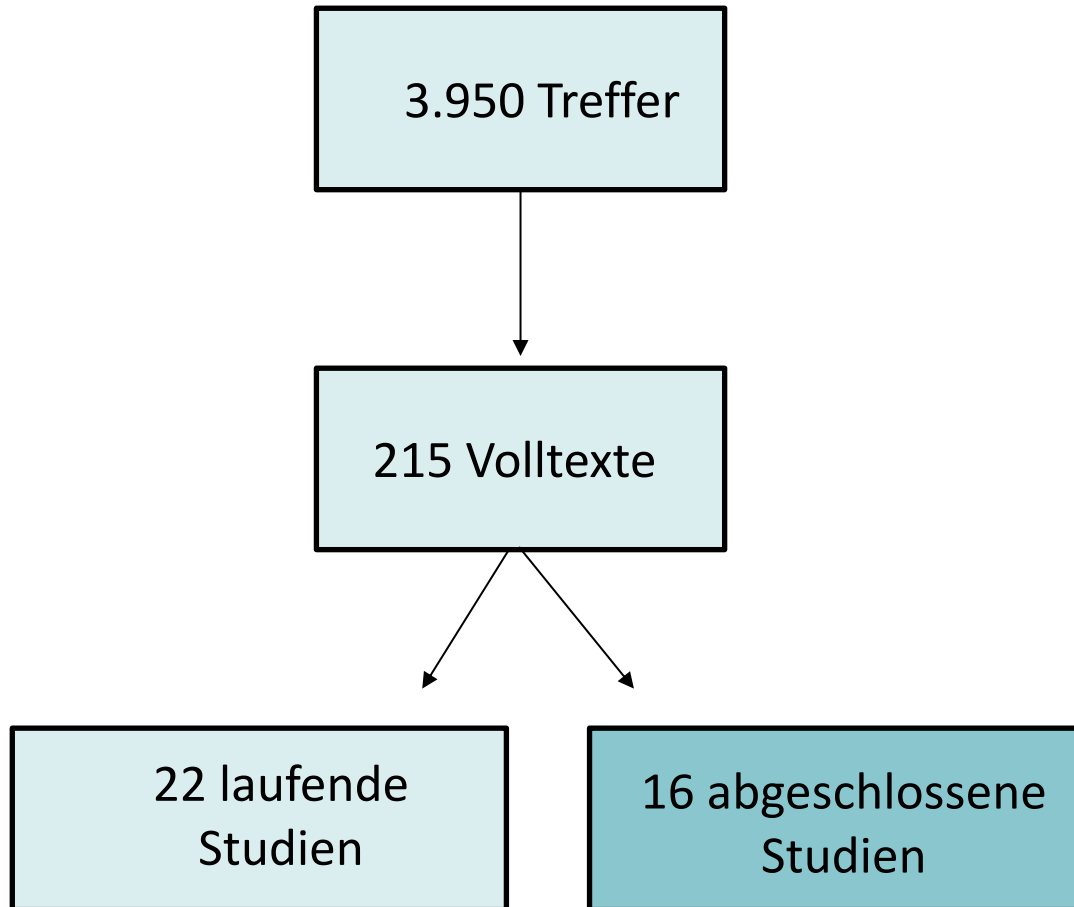 3.950 Treffer
215 Volltexte
22 laufende
Studien
16 abgeschlossene
Studien